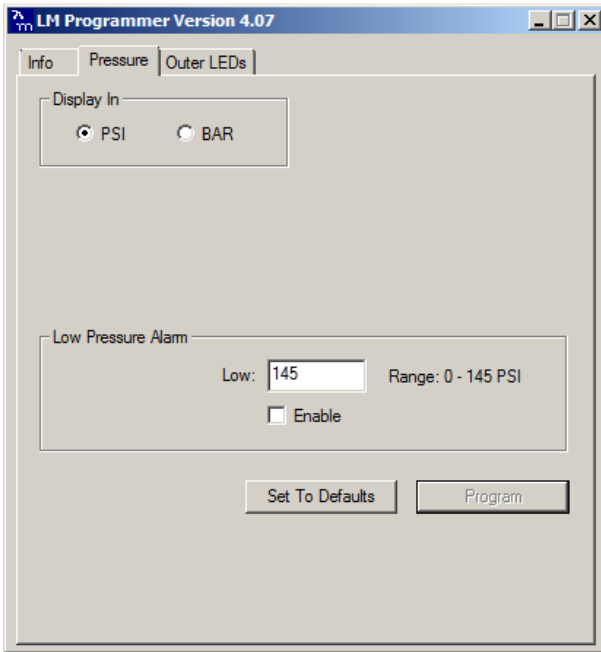 LM Programmer Version 4.07
Info Pressure Outer LEDs
Display In
PSI BAR
Low Pressure Alarm
Low: 145 Range: 0 - 145 PSI
Enable
Set To Defaults Program